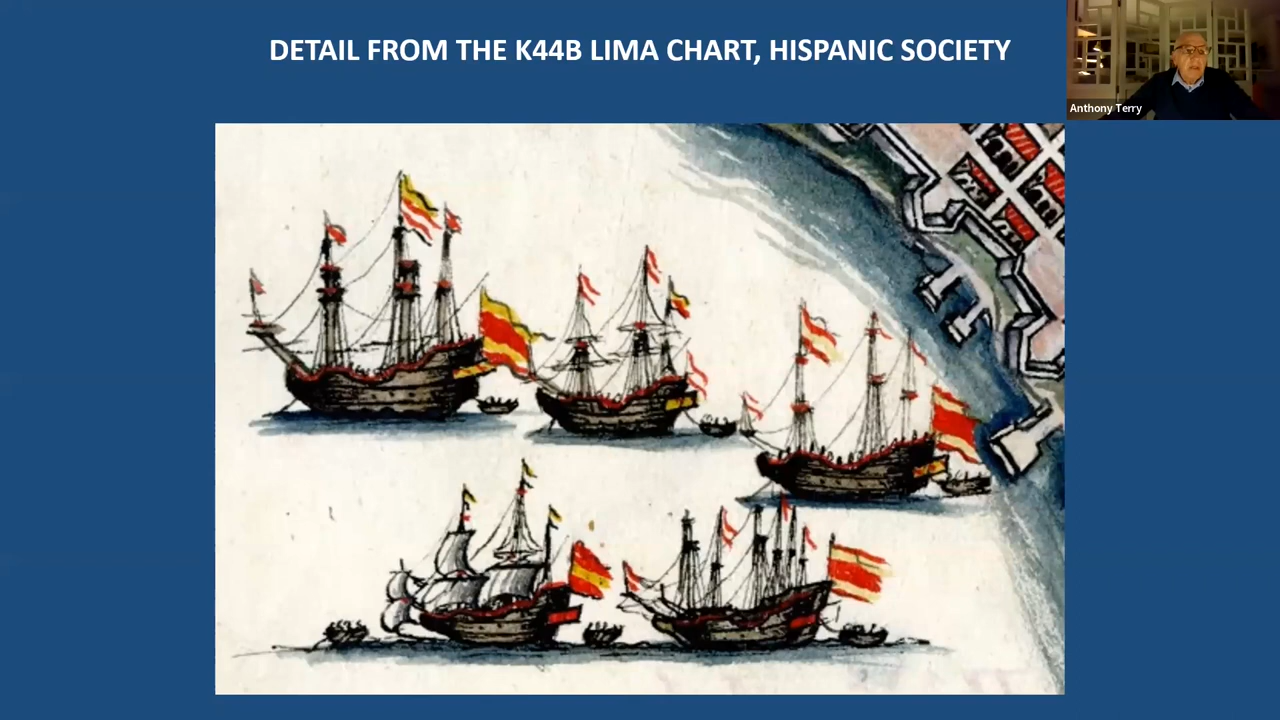 DETAIL FROM THE K44B LIMA CHART, HISPANIC SOCIETY
Anthony Terry